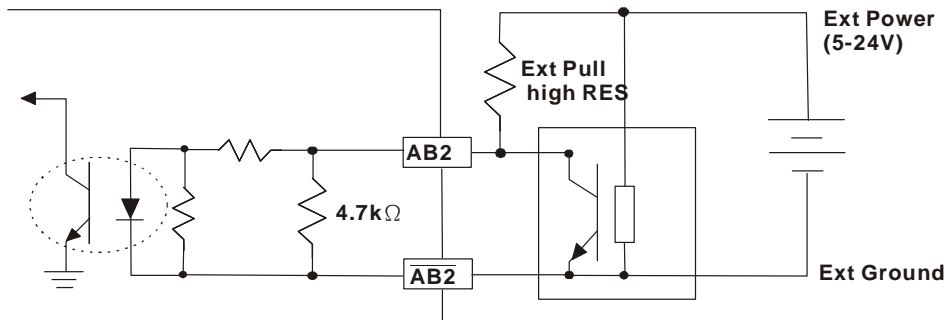 Ext Power
(5-24V)
Ext Pull
high RES
AB2
4.7kΩ
AB2
Ext Ground